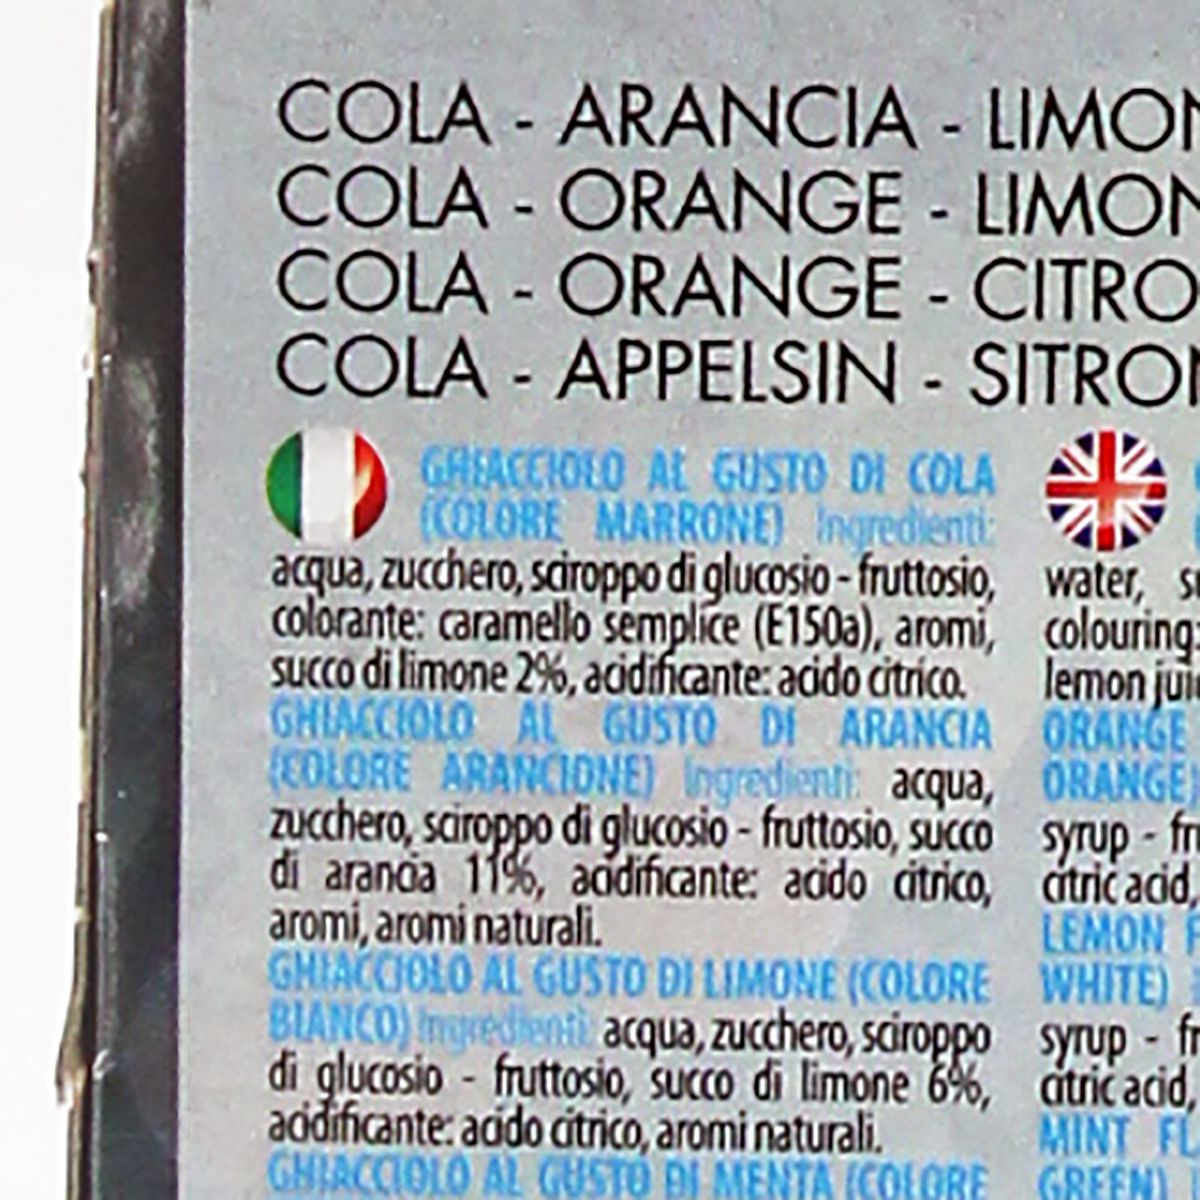 COLA - ARANCIA - LIMON
COLA - ORANGE - LIMON
COLA - ORANGE - CITRO
COLA - APPELSIN - SITRON
GHIACCIOLO AL GUSTO DI COLA
(COLORE MARRONE) Ingredienti:
acqua, zucchero, sciroppo di glucosio - fruttosio,
colorante: caramello semplice (E150a), aromi,
succo di limone 2%, acidificante: acido citrico.
GHIACCIOLO AL GUSTO DI ARANCIA
(COLORE ARANCIONE) Ingredienti: acqua,
zucchero, sciroppo di glucosio - fruttosio, succo
di arancia 11%, acidificante: acido citrico,
aromi, aromi naturali.
GHIACCIOLO AL GUSTO DI LIMONE (COLORE
BIANCO) Ingredienti: acqua, zucchero, sciroppo
di glucosio - fruttosio, succo di limone 6%,
acidificante: acido citrico, aromi naturali.
GHIACCIOLO AL GUSTO DI MENTA (COLORE
water,
colouring:
lemon
ORANGE
ORANGE)
syrup -
citric acid,
LEMON
WHITE)
syrup -
citric acid,
MINT
GREEN)